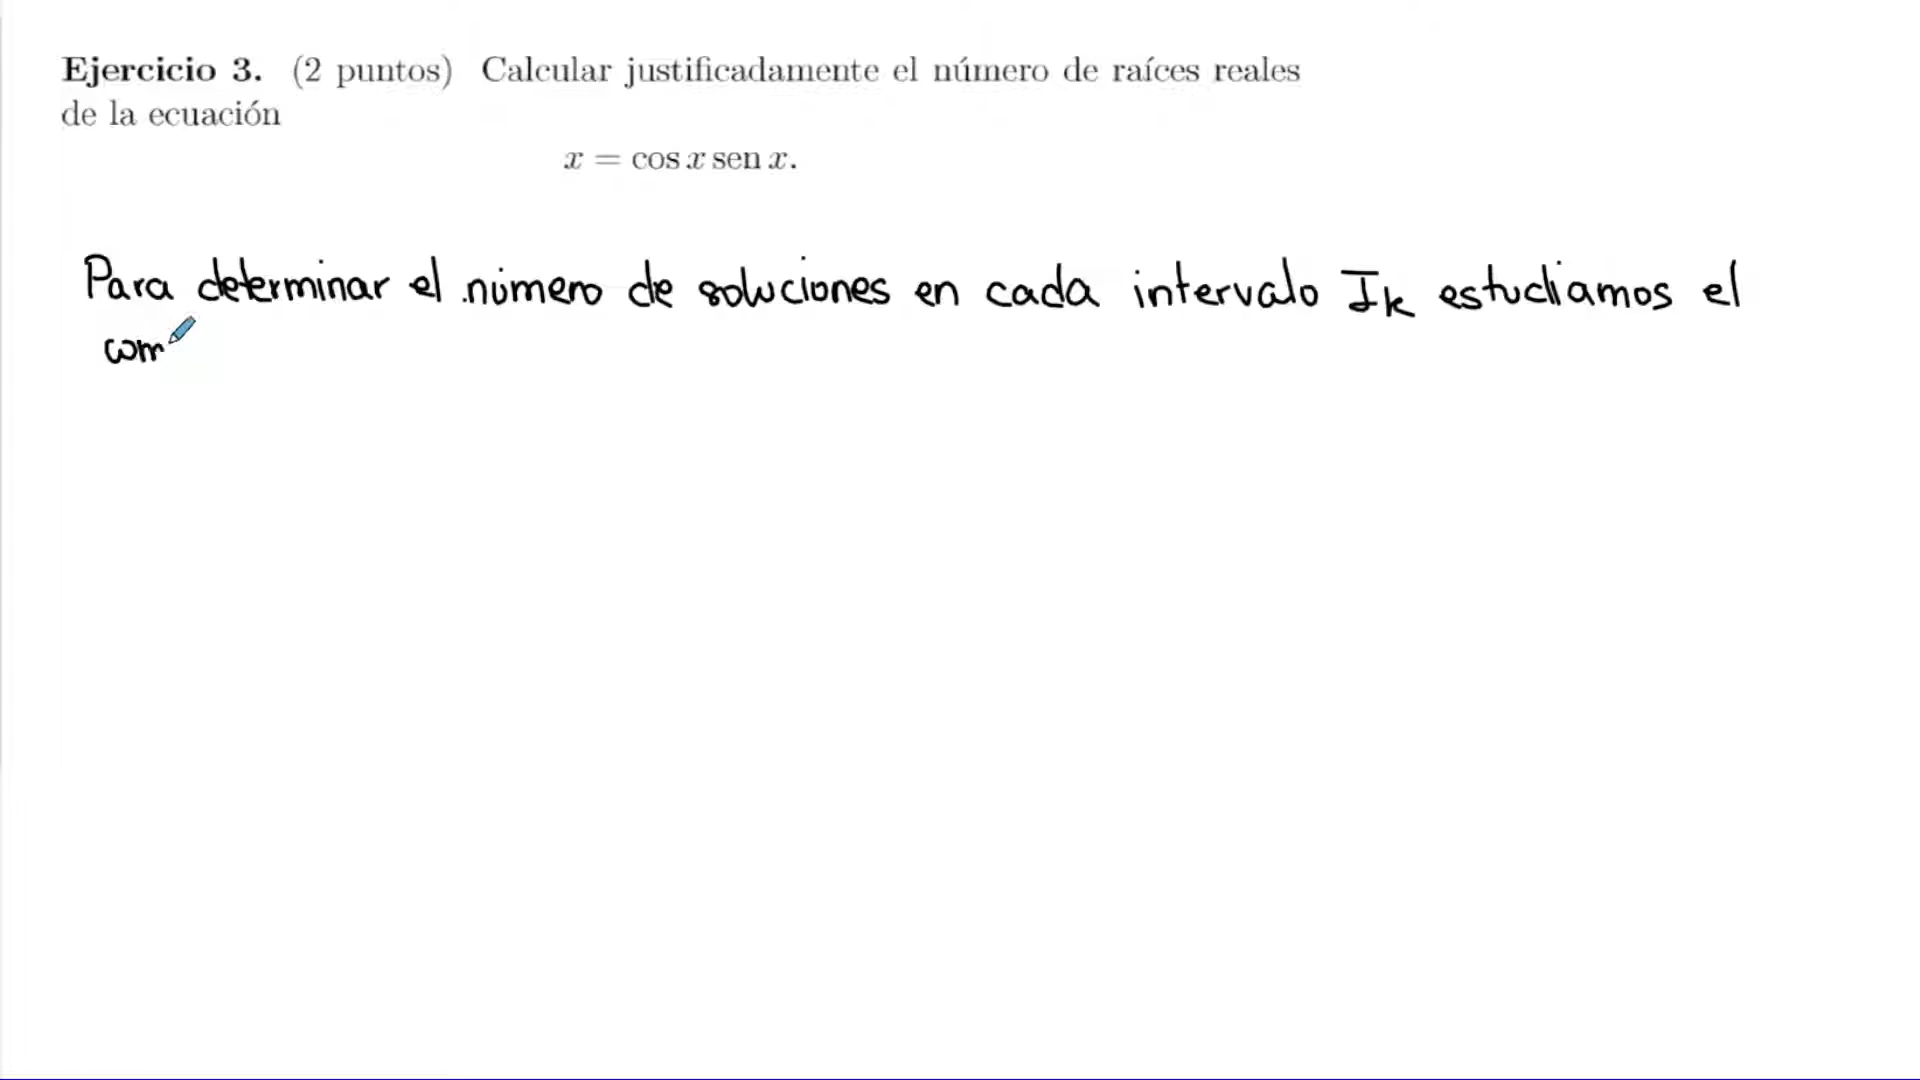 Ejercicio 3. (2 puntos) Calcular justificadamente el número de raíces reales
de la ecuación
x = cos x sen x.
Para determinar el número de soluciones en cada intervalo Ik estudiamos el
com